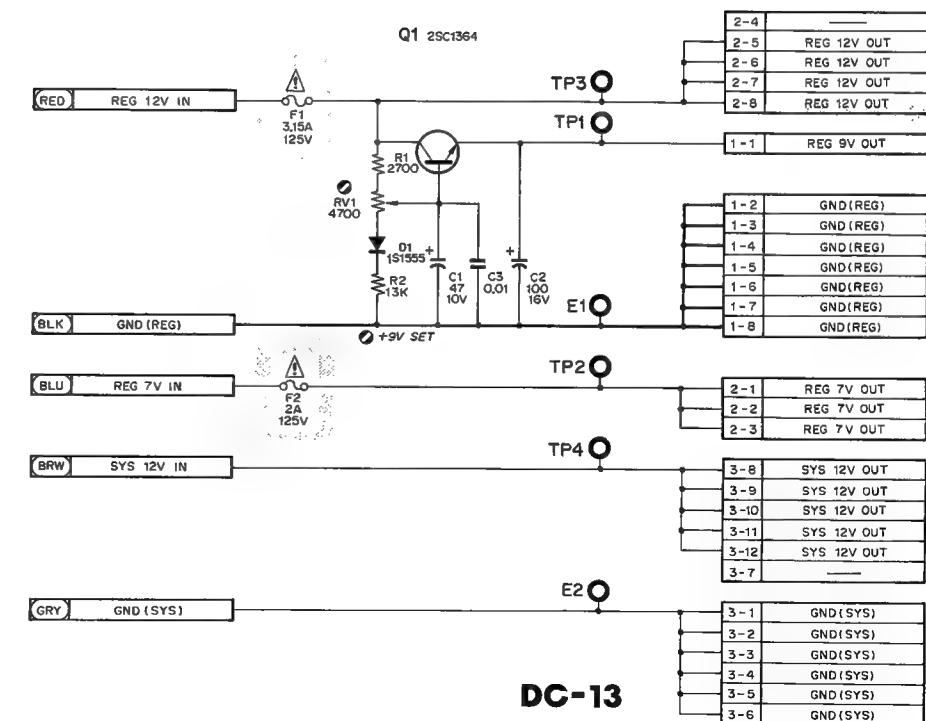 Q1 2SC1364
2-4
2-5 REG 12V OUT
2-6 REG 12V OUT
2-7 REG 12V OUT
2-8 REG 12V OUT
TP3
RED REG 12V IN
F1
3.15A
125V
TP1
1-1 REG 9V OUT
R1
2700
RV1
4700
D1
1S1555
R2
13K
+
C1
47
10V
C3
0.01
+
C2
100
16V
1-2 GND(REG)
1-3 GND(REG)
1-4 GND(REG)
1-5 GND(REG)
1-6 GND(REG)
1-7 GND(REG)
1-8 GND(REG)
E1
BLK GND (REG)
+9V SET
TP2
BLU REG 7V IN
F2
2A
125V
2-1 REG 7V OUT
2-2 REG 7V OUT
2-3 REG 7V OUT
TP4
BRW SYS 12V IN
3-8 SYS 12V OUT
3-9 SYS 12V OUT
3-10 SYS 12V OUT
3-11 SYS 12V OUT
3-12 SYS 12V OUT
3-7
E2
GRY GND (SYS)
3-1 GND(SYS)
3-2 GND(SYS)
3-3 GND(SYS)
3-4 GND(SYS)
3-5 GND(SYS)
3-6 GND(SYS)
DC-13